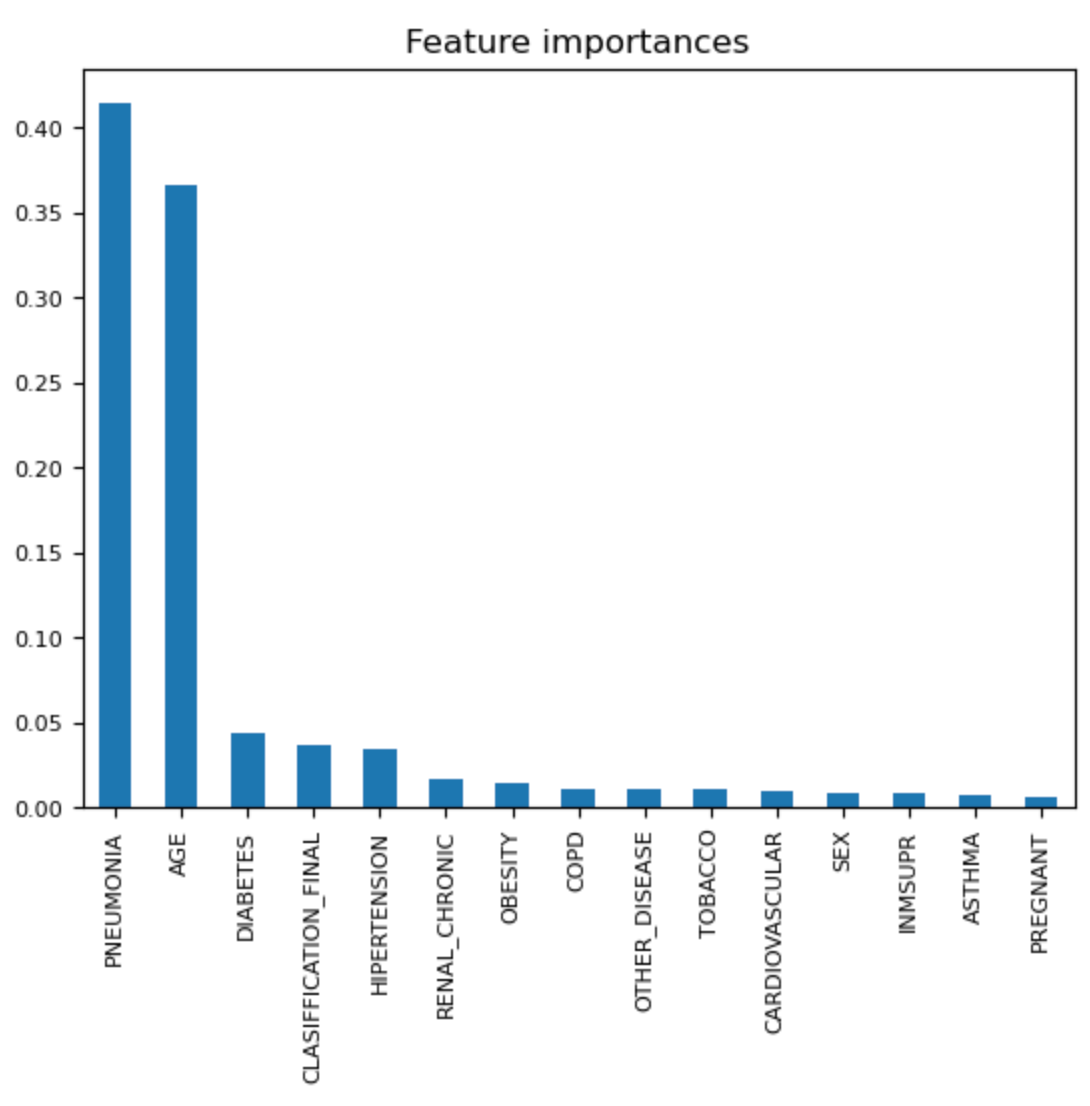 Feature importances
0.40
0.35
0.30
0.25
0.20
0.15
0.10
0.05
0.00
PNEUMONIA
AGE
DIABETES
CLASIFFICATION_FINAL
HIPERTENSION
RENAL_CHRONIC
OBESITY
COPD
OTHER_DISEASE
TOBACCO
CARDIOVASCULAR
SEX
INMSUPR
ASTHMA
PREGNANT